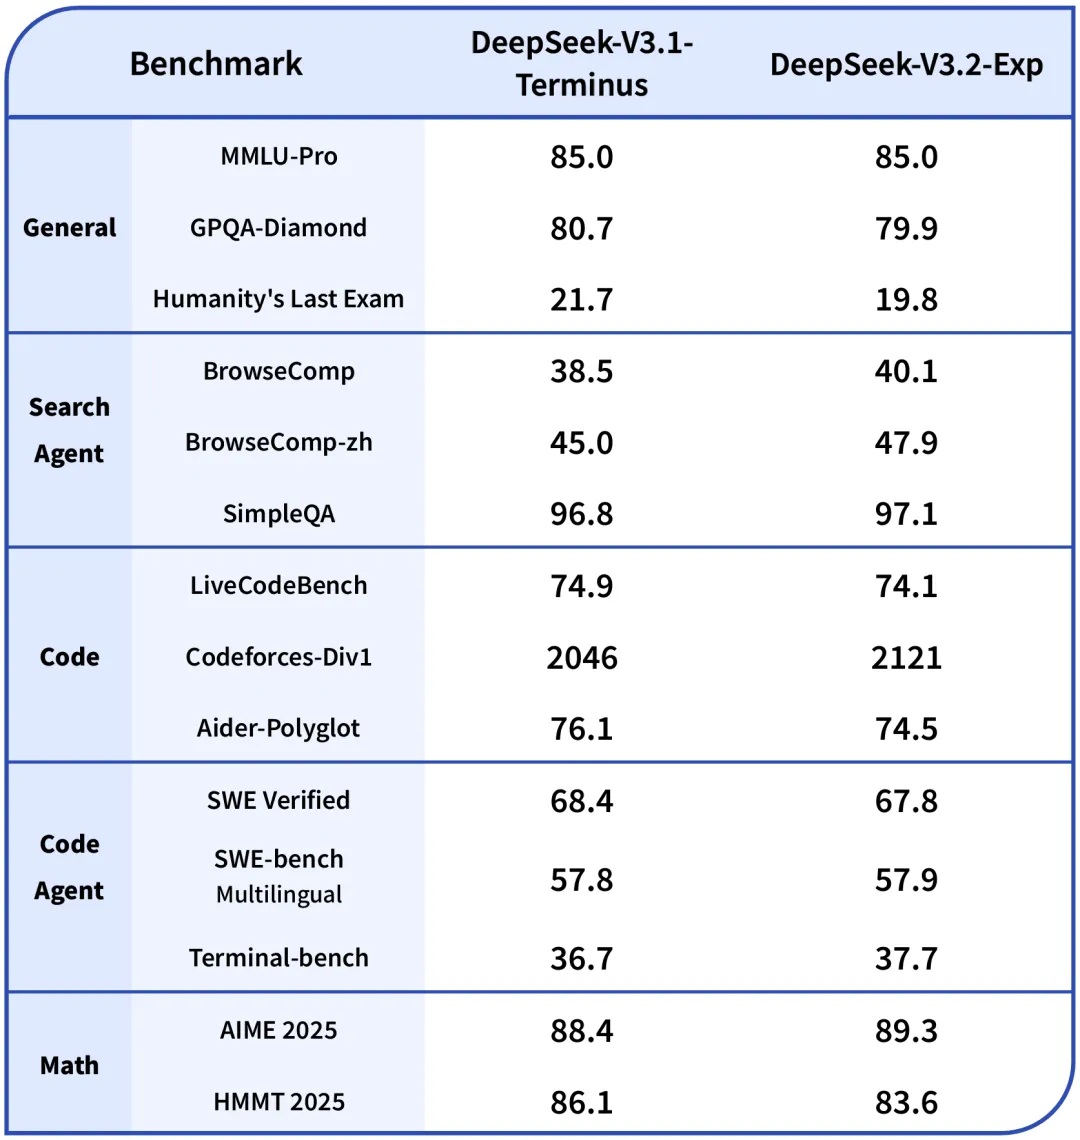 Benchmark DeepSeek-V3.1-Terminus DeepSeek-V3.2-Exp
General
MMLU-Pro 85.0 85.0
GPQA-Diamond 80.7 79.9
Humanity's Last Exam 21.7 19.8
Search Agent
BrowseComp 38.5 40.1
BrowseComp-zh 45.0 47.9
SimpleQA 96.8 97.1
Code
LiveCodeBench 74.9 74.1
Codeforces-Div1 2046 2121
Aider-Polyglot 76.1 74.5
Code Agent
SWE Verified 68.4 67.8
SWE-bench Multilingual 57.8 57.9
Terminal-bench 36.7 37.7
Math
AIME 2025 88.4 89.3
HMMT 2025 86.1 83.6